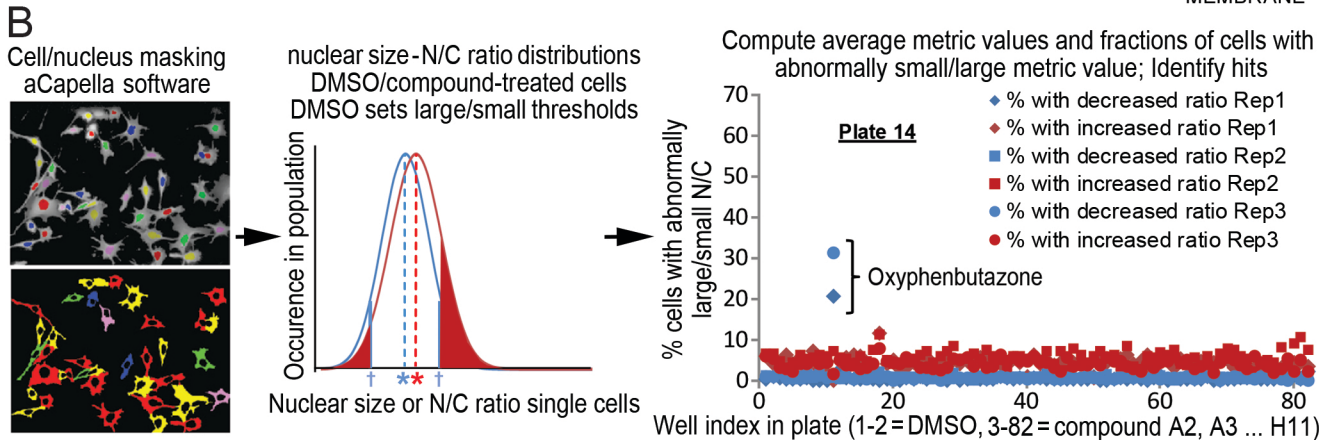 MEMBRANE
B
Cell/nucleus masking
aCapella software
nuclear size-N/C ratio distributions
DMSO/compound-treated cells
DMSO sets large/small thresholds
Occurence in population
† ** †
Nuclear size or N/C ratio single cells
Compute average metric values and fractions of cells with
abnormally small/large metric value; Identify hits
% cells with abnormally
large/small N/C
70
60
50
40
30
20
10
0
Plate 14
% with decreased ratio Rep1
% with increased ratio Rep1
% with decreased ratio Rep2
% with increased ratio Rep2
% with decreased ratio Rep3
% with increased ratio Rep3
Oxyphenbutazone
0 20 40 60 80
Well index in plate (1-2=DMSO, 3-82=compound A2, A3 ... H11)